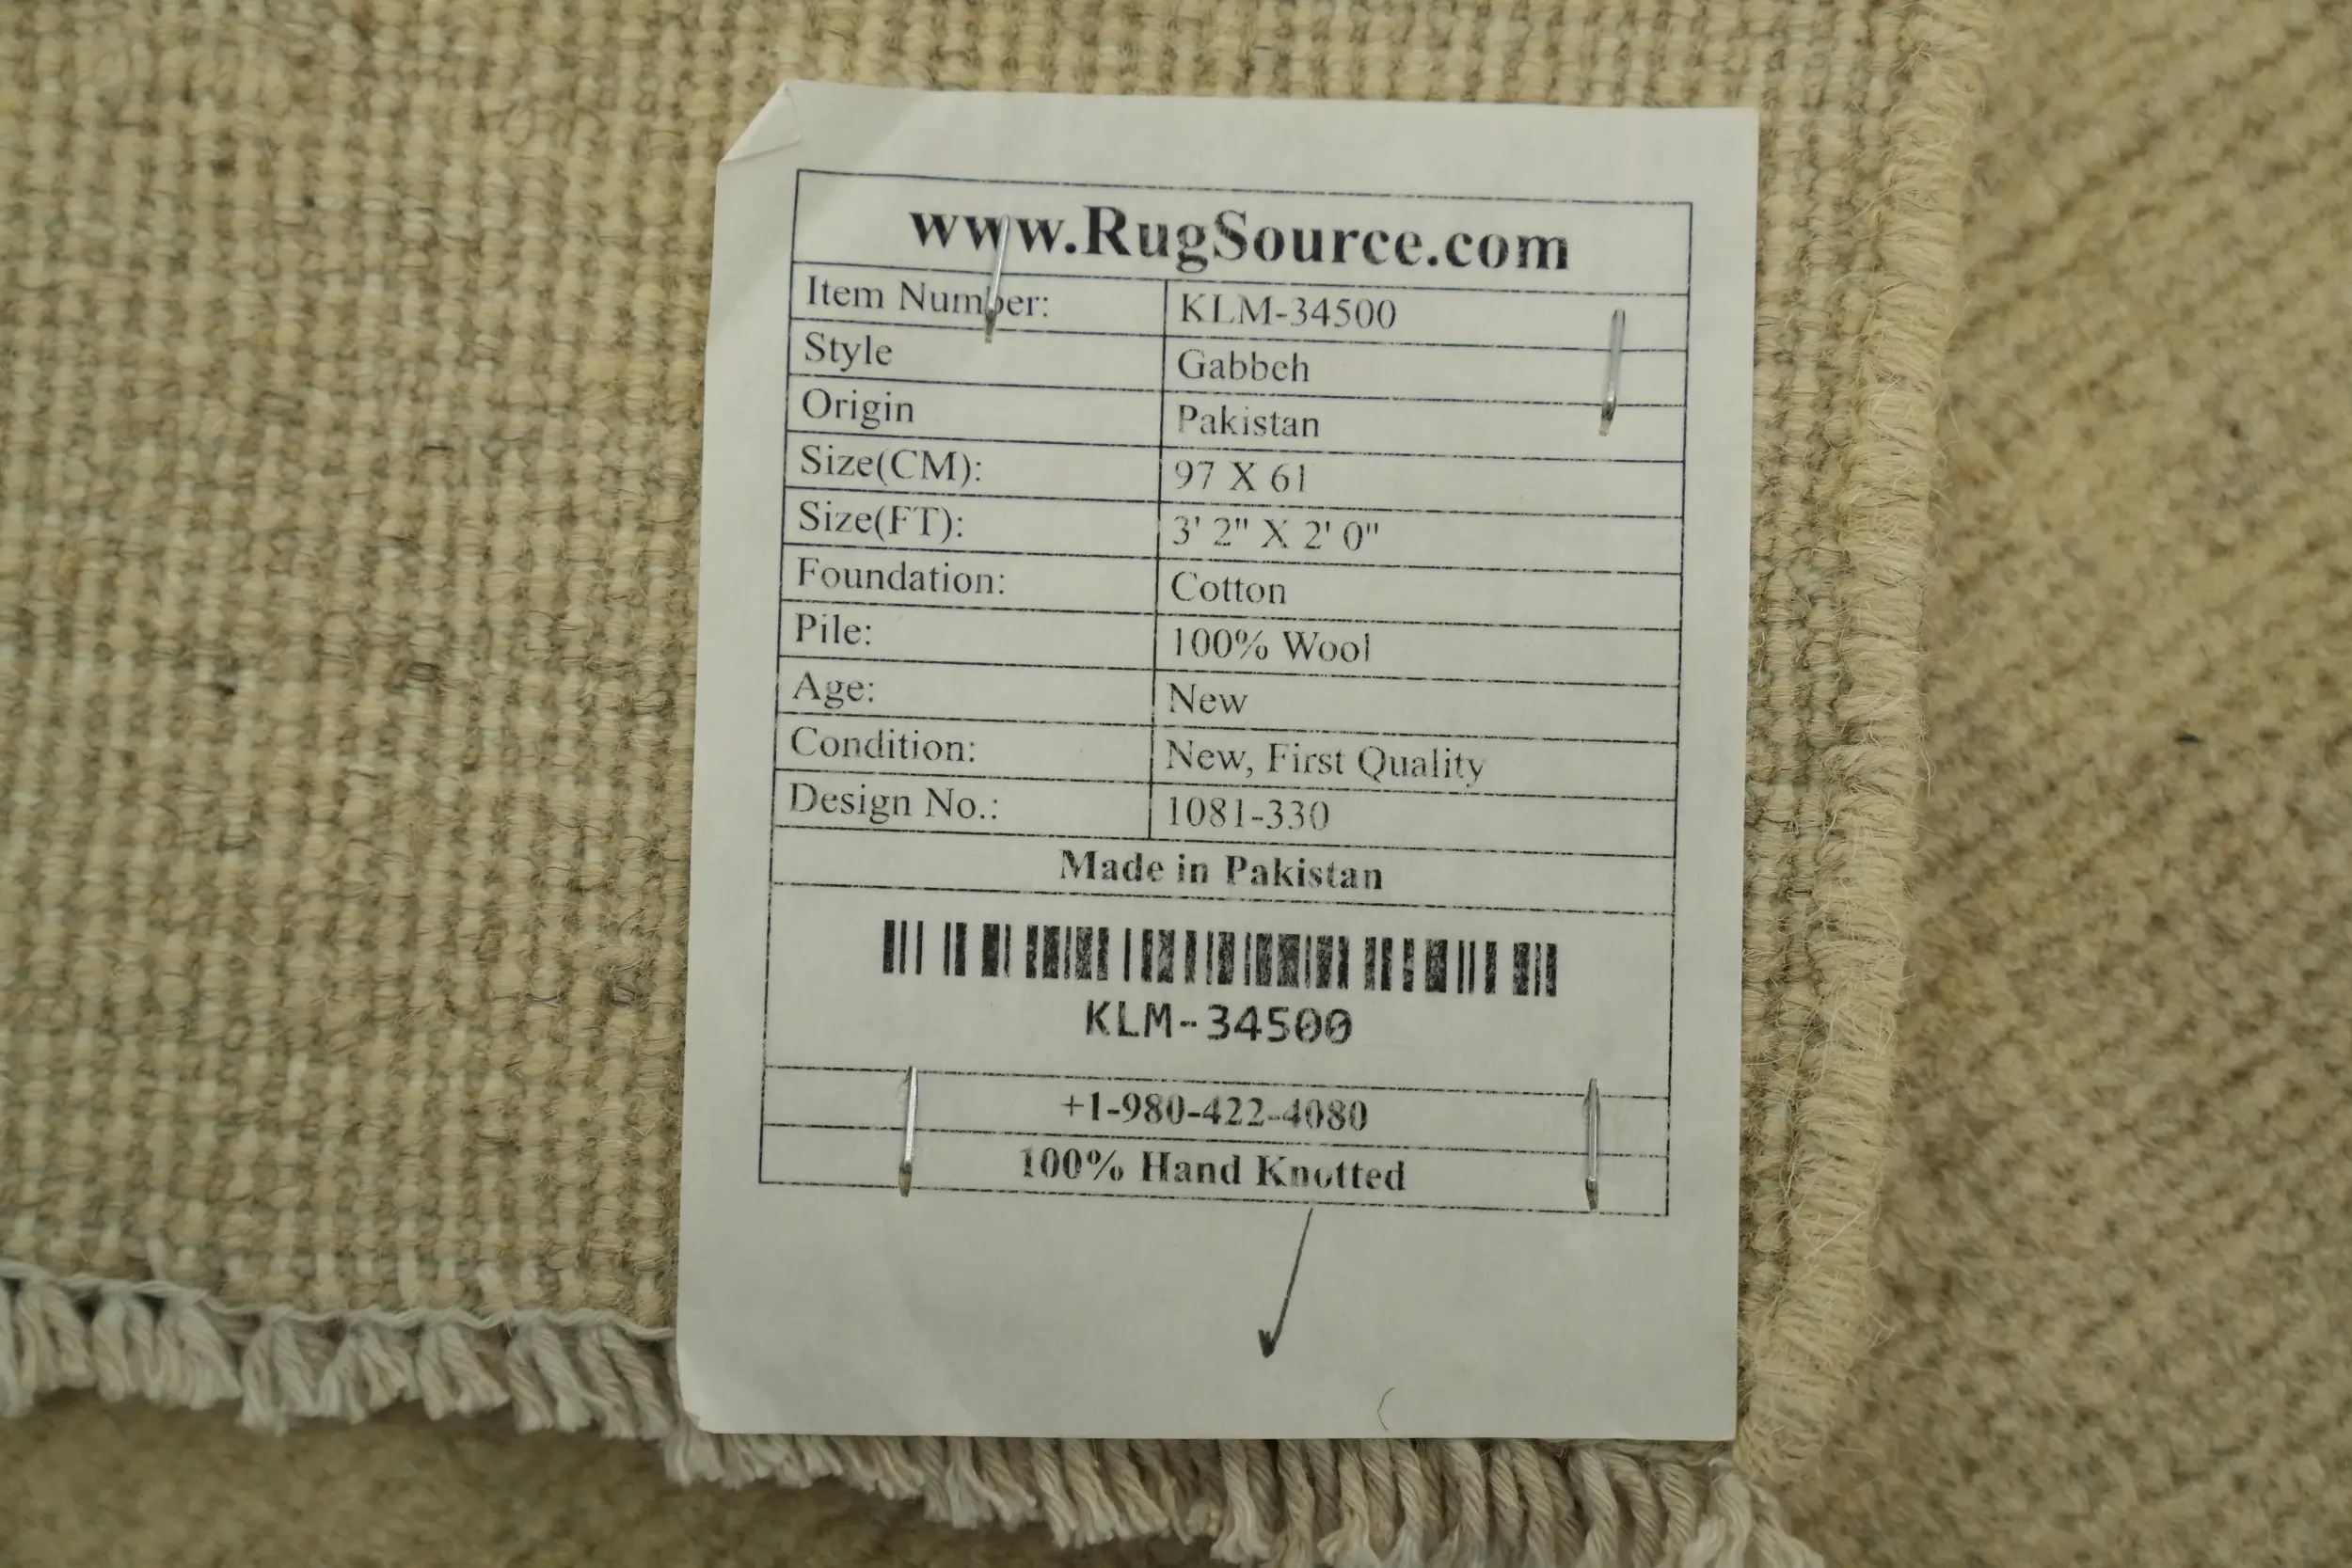 www.RugSource.com
Item Number: KLM-34500
Style Gabbeh
Origin Pakistan
Size(CM): 97 X 61
Size(FT): 3' 2" X 2' 0"
Foundation: Cotton
Pile: 100% Wool
Age: New
Condition: New, First Quality
Design No.: 1081-330
Made in Pakistan
KLM-34500
+1-980-422-4080
100% Hand Knotted